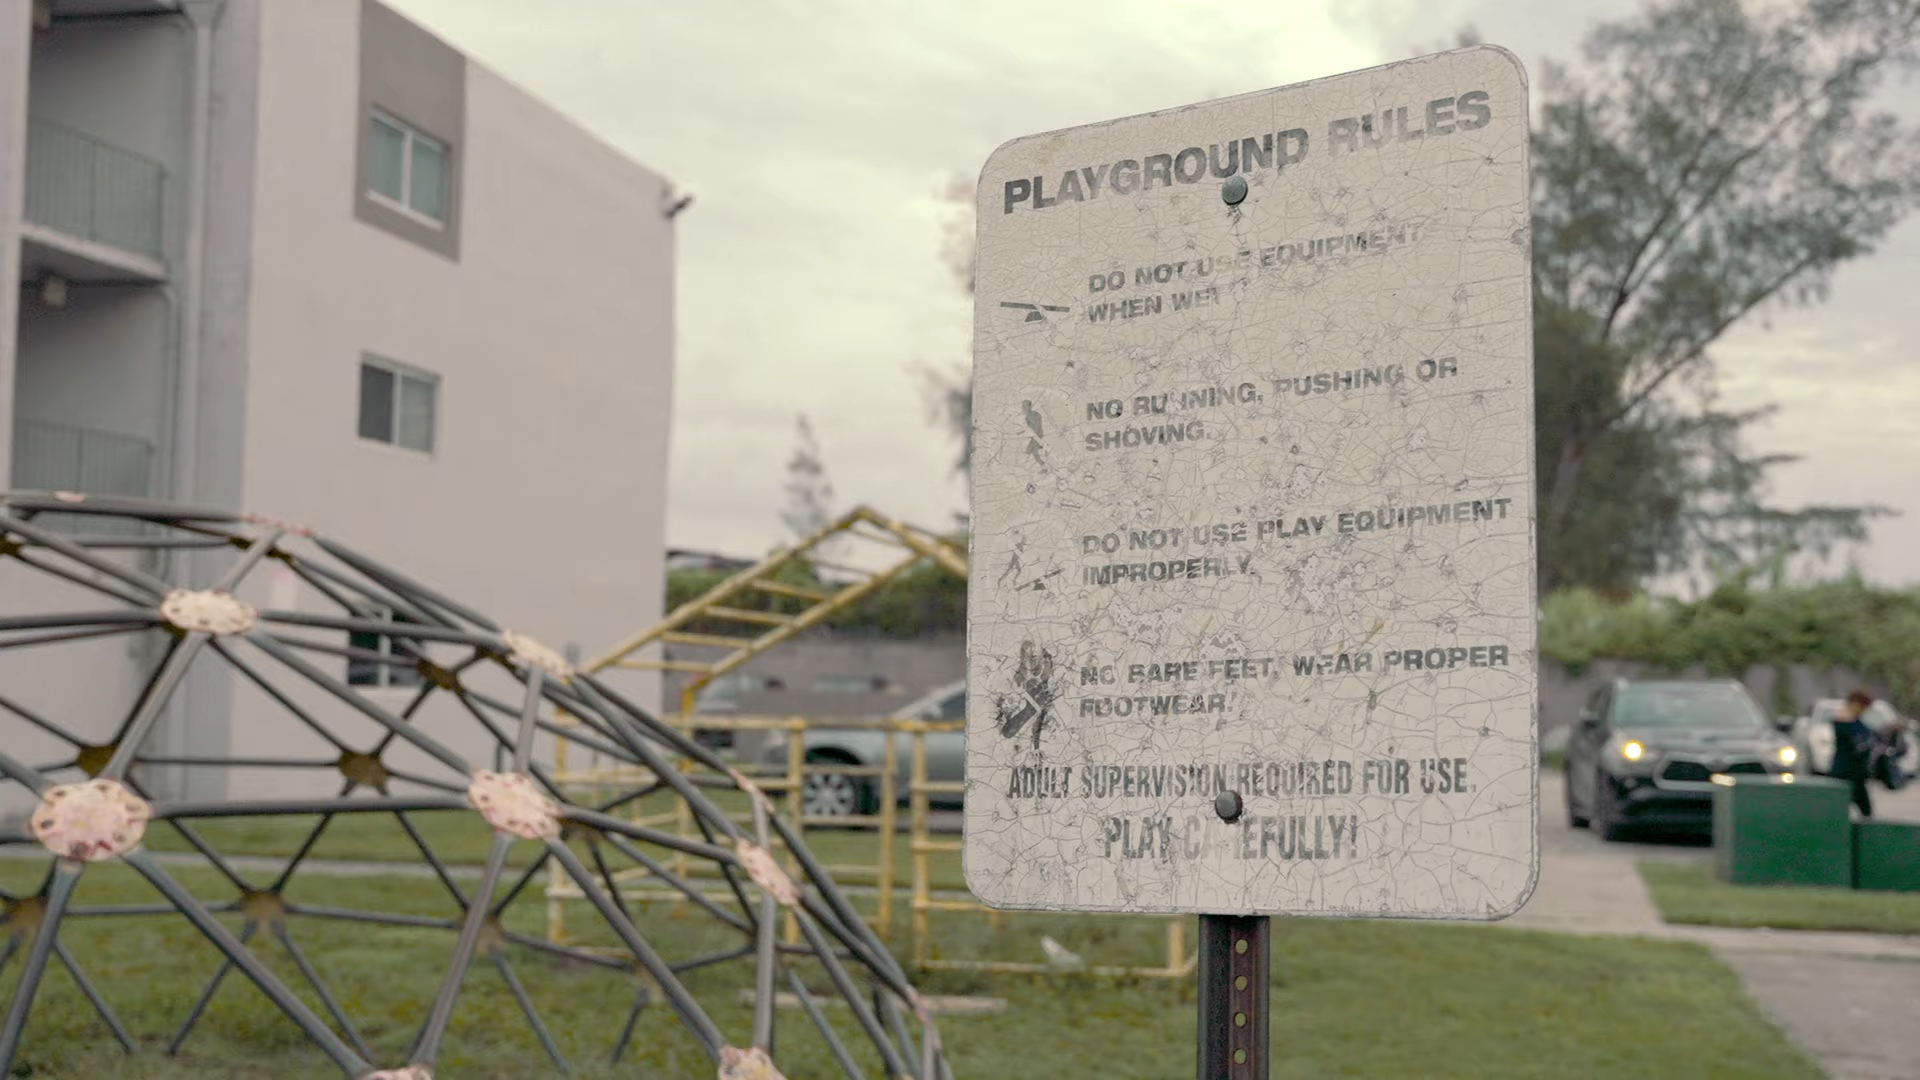 PLAYGROUND RULES
DO NOT USE EQUIPMENT
WHEN WET
NO RUNNING, PUSHING OR
SHOVING.
DO NOT USE PLAY EQUIPMENT
IMPROPERLY.
NO BARE FEET, WEAR PROPER
FOOTWEAR.
ADULT SUPERVISION REQUIRED FOR USE.
PLAY CAREFULLY!